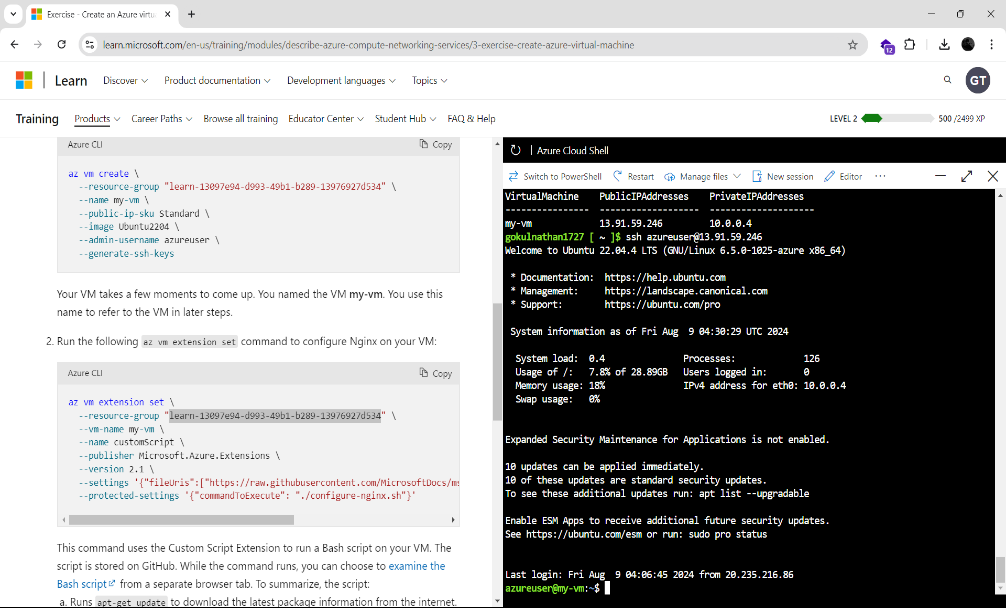 Exercise - Create an Azure virtu
learn.microsoft.com/en-us/training/modules/describe-azure-compute-networking-services/3-exercise-create-azure-virtual-machine
12
Learn
Discover
Product documentation
Development languages
Topics
GT
Training
Products
Career Paths
Browse all training
Educator Center
Student Hub
FAQ & Help
LEVEL 2
500 /2499 XP
Azure CLI
Copy
az vm create \
--resource-group "learn-13097e94-d993-49b1-b289-13976927d534" \
--name my-vm \
--public-ip-sku Standard \
--image Ubuntu2204 \
--admin-username azureuser \
--generate-ssh-keys
Your VM takes a few moments to come up. You named the VM my-vm. You use this
name to refer to the VM in later steps.
2. Run the following az vm extension set command to configure Nginx on your VM:
Azure CLI
Copy
az vm extension set \
--resource-group "learn-13097e94-d993-49b1-b289-13976927d534" \
--vm-name my-vm \
--name customScript \
--publisher Microsoft.Azure.Extensions \
--version 2.1 \
--settings '{"fileUris":["https://raw.githubusercontent.com/MicrosoftDocs/ms
--protected-settings '{"commandToExecute": "./configure-nginx.sh"}'
This command uses the Custom Script Extension to run a Bash script on your VM. The
script is stored on GitHub. While the command runs, you can choose to examine the
Bash script from a separate browser tab. To summarize, the script:
a. Runs apt-get update to download the latest package information from the internet.
Azure Cloud Shell
Switch to PowerShell
Restart
Manage files
New session
Editor
VirtualMachine PublicIPAddresses PrivateIPAddresses
--------------- ------------------- --------------------
my-vm 13.91.59.246 10.0.0.4
gokulnathan1727 [ ~ ]$ ssh azureuser@13.91.59.246
Welcome to Ubuntu 22.04.4 LTS (GNU/Linux 6.5.0-1025-azure x86_64)
* Documentation: https://help.ubuntu.com
* Management: https://landscape.canonical.com
* Support: https://ubuntu.com/pro
System information as of Fri Aug 9 04:30:29 UTC 2024
System load: 0.4 Processes: 126
Usage of /: 7.8% of 28.89GB Users logged in: 0
Memory usage: 18% IPv4 address for eth0: 10.0.0.4
Swap usage: 0%
Expanded Security Maintenance for Applications is not enabled.
10 updates can be applied immediately.
10 of these updates are standard security updates.
To see these additional updates run: apt list --upgradable
Enable ESM Apps to receive additional future security updates.
See https://ubuntu.com/esm or run: sudo pro status
Last login: Fri Aug 9 04:06:45 2024 from 20.235.216.86
azureuser@my-vm:~$